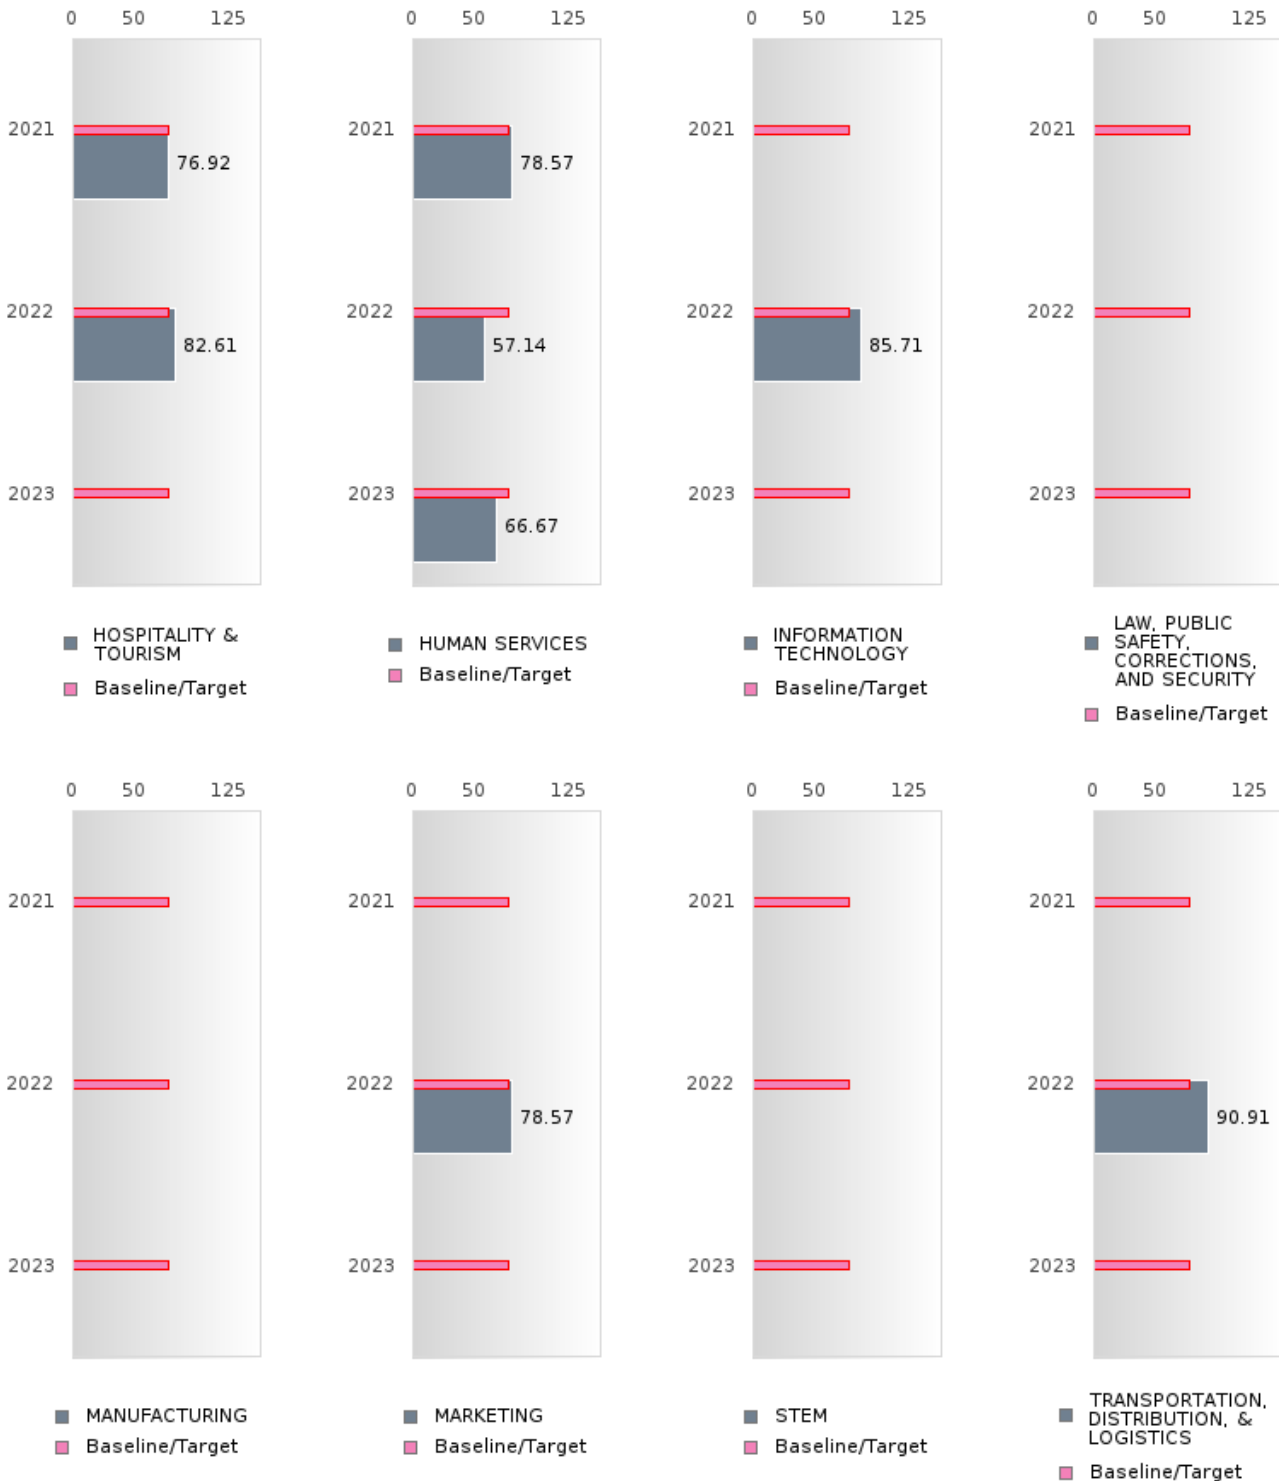 0 50 125 0 50 125 0 50 125 0 50 125
2021 76.92 2021 78.57 2021 2021
2022 82.61 2022 57.14 2022 85.71 2022
2023 2023 66.67 2023 2023
HOSPITALITY &
TOURISM
Baseline/Target
HUMAN SERVICES
Baseline/Target
INFORMATION
TECHNOLOGY
Baseline/Target
LAW, PUBLIC
SAFETY,
CORRECTIONS,
AND SECURITY
Baseline/Target
0 50 125 0 50 125 0 50 125 0 50 125
2021 2021 2021 2021
2022 2022 78.57 2022 2022 90.91
2023 2023 2023 2023
MANUFACTURING
Baseline/Target
MARKETING
Baseline/Target
STEM
Baseline/Target
TRANSPORTATION,
DISTRIBUTION, &
LOGISTICS
Baseline/Target